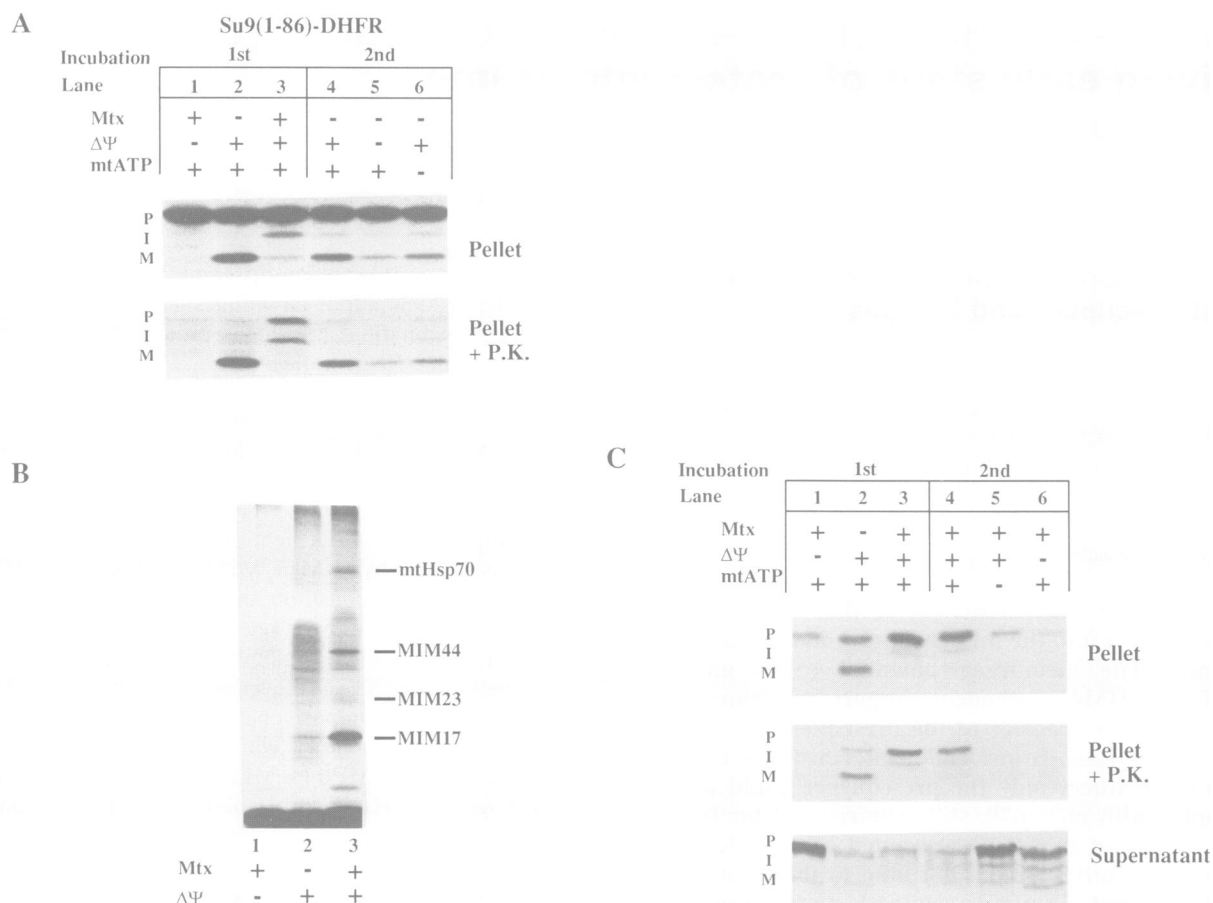 A
Su9(1-86)-DHFR
Incubation 1st 2nd
Lane 1 2 3 4 5 6
Mtx + - + - - -
ΔΨ - + + + - +
mtATP + + + + + -
P
I
M
Pellet
P
I
M
Pellet
+ P.K.
B
mtHsp70
MIM44
MIM23
MIM17
1 2 3
Mtx + - +
ΔΨ - + +
C
Incubation 1st 2nd
Lane 1 2 3 4 5 6
Mtx + - + + + +
ΔΨ - + + + + -
mtATP + + + + - +
P
I
M
Pellet
P
I
M
Pellet
+ P.K.
P
I
M
Supernatant